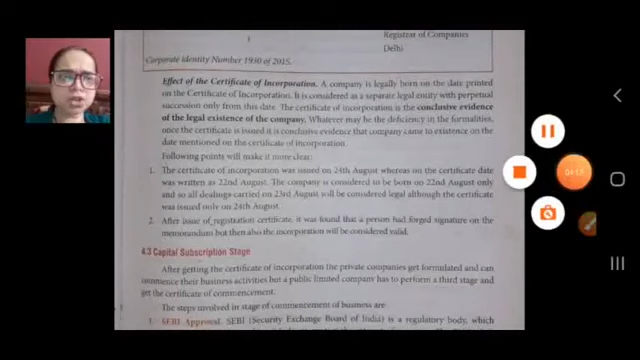 Registrar of Companies
Delhi
Corporate Identity Number 1930 of 2015.
Effect of the Certificate of Incorporation. A company is legally born on the date printed
on the Certificate of Incorporation. It is considered as a separate legal entity with perpetual
succession only from this date. The certificate of incorporation is the conclusive evidence
of the legal existence of the company. Whatever may be the deficiency in the formalities,
once the certificate is issued it is conclusive evidence that company came to existence on the
date mentioned on the certificate of incorporation.
Following points will make it more clear:
1. The certificate of incorporation was issued on 24th August whereas on the certificate date
was written as 22nd August. The company is considered to be born on 22nd August only
and so all dealings carried on 23rd August will be considered legal although the certificate
was issued only on 24th August.
2. After issue of registration certificate, it was found that a person had forged signature on the
memorandum but then also the incorporation will be considered valid.
4.3 Capital Subscription Stage
After getting the certificate of incorporation the private companies get formulated and can
commence their business activities but a public limited company has to perform a third stage and
get the certificate of commencement.
The steps involved in stage of commencement of business are
1. SEBI Approval. SEBI (Security Exchange Board of India) is a regulatory body, which